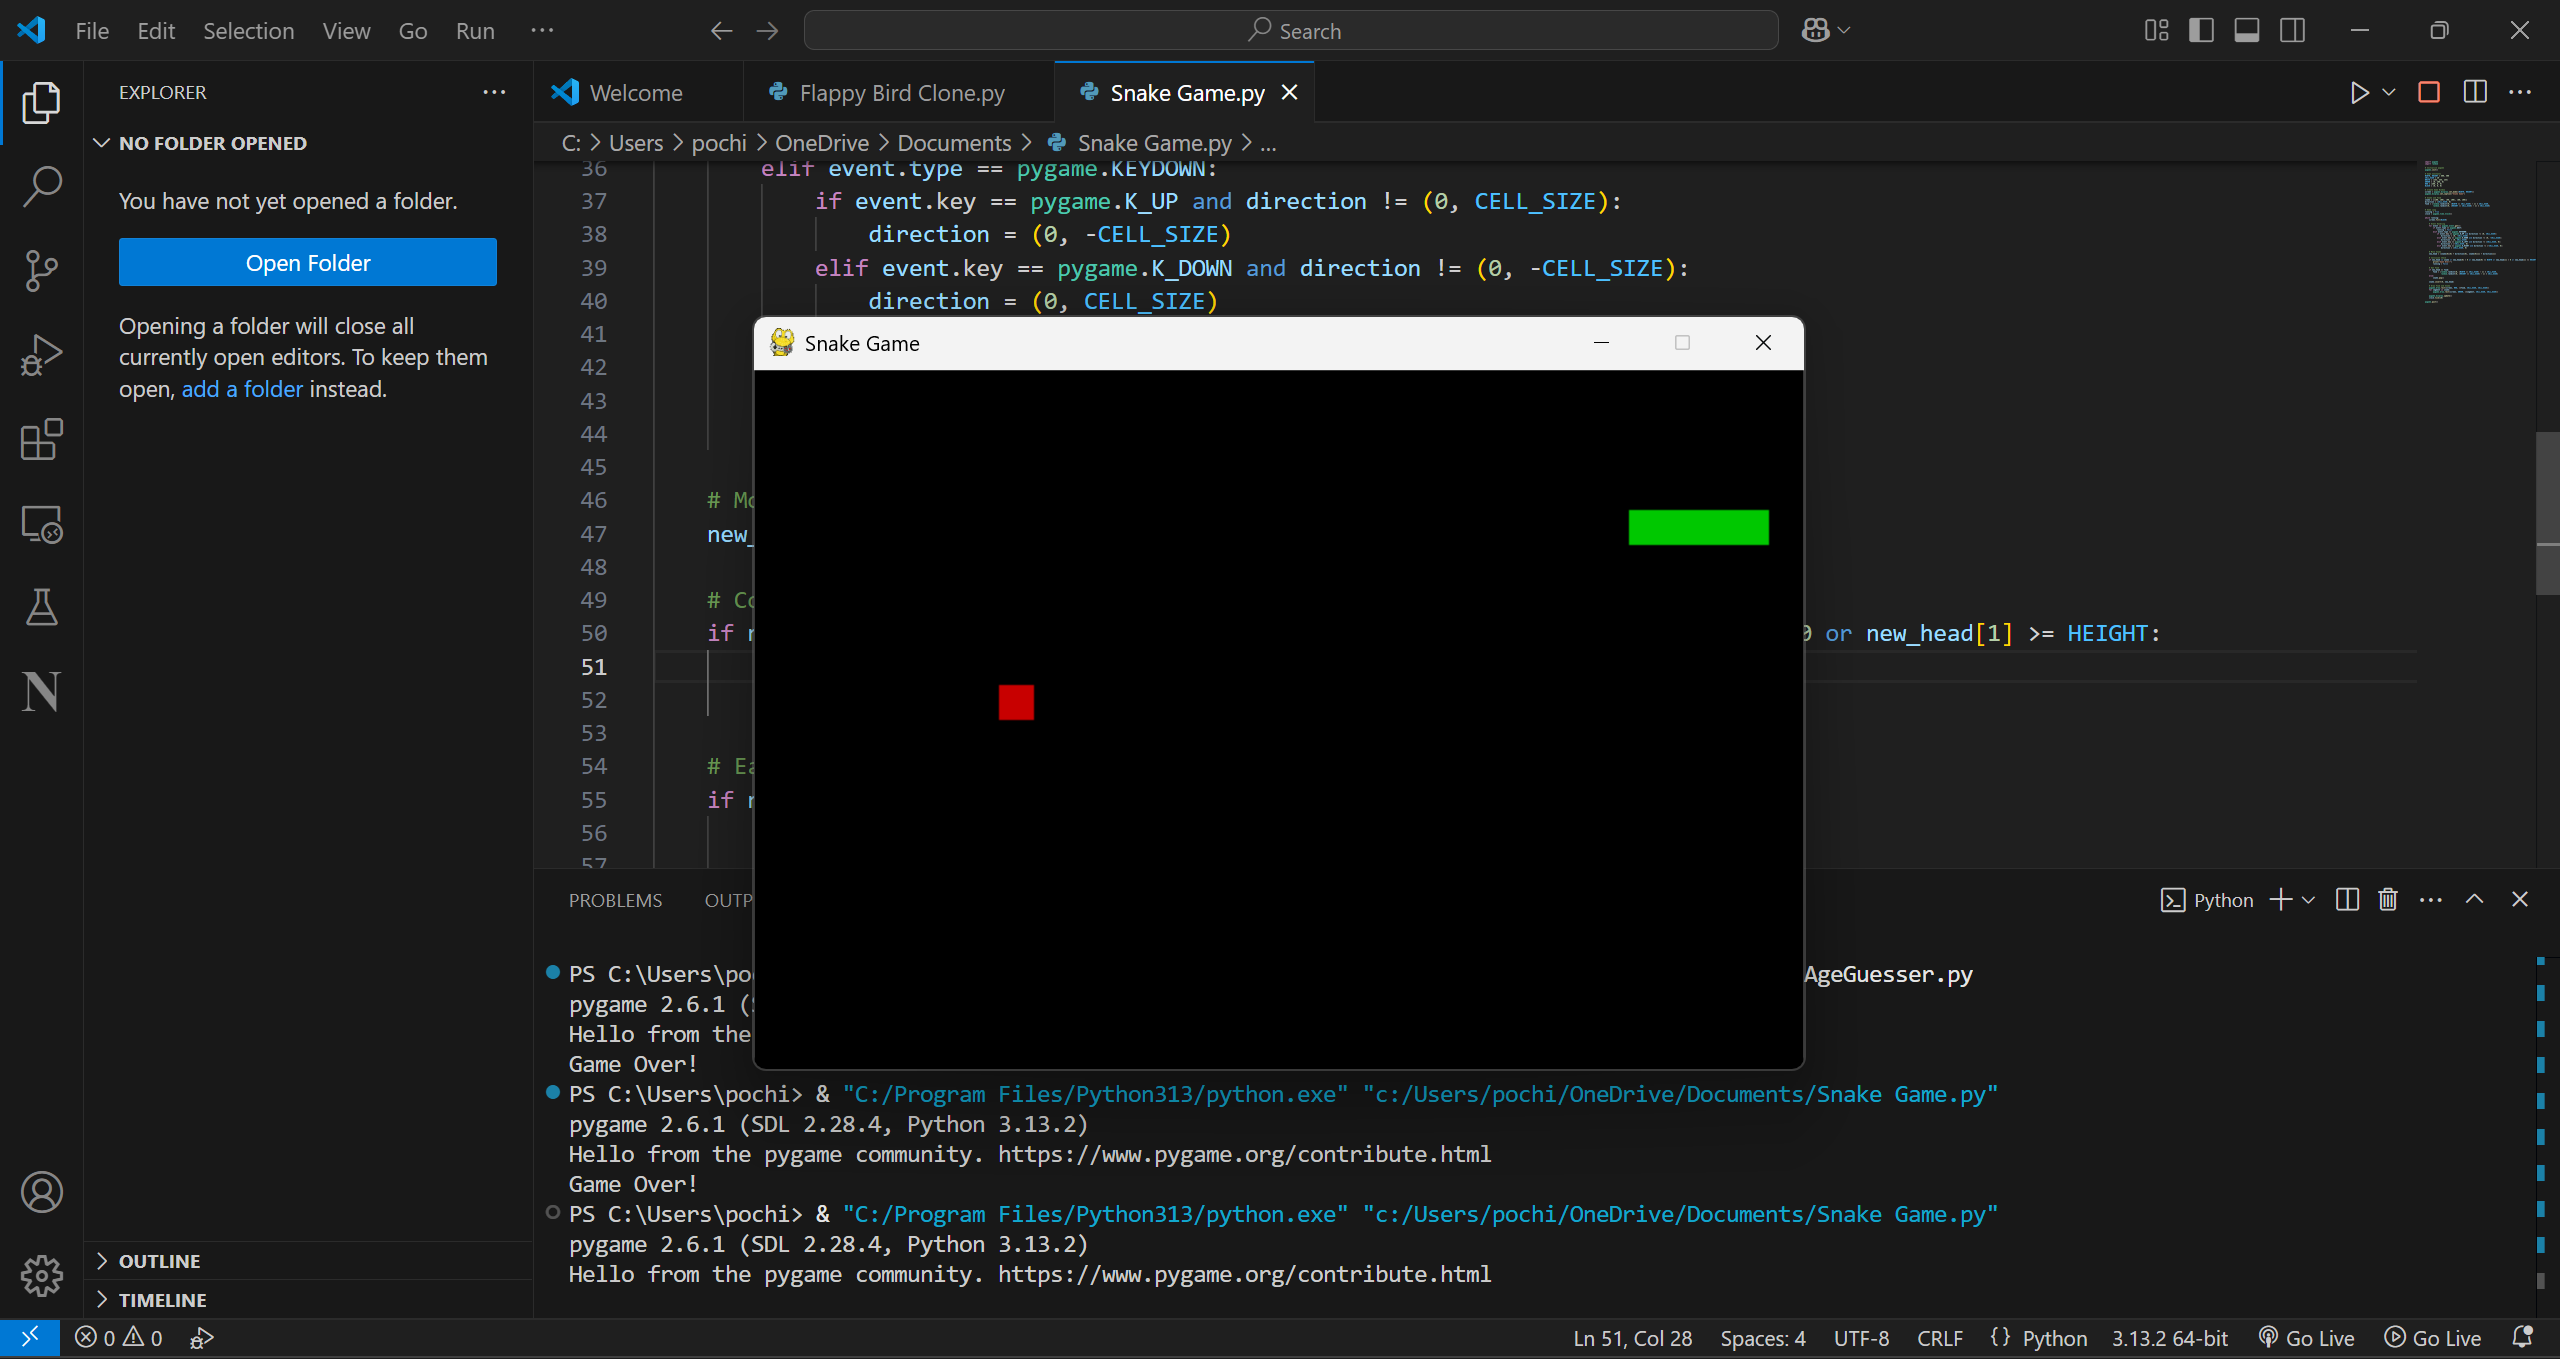 File Edit Selection View Go Run ··· Search
EXPLORER ···
NO FOLDER OPENED
You have not yet opened a folder.
Open Folder
Opening a folder will close all
currently open editors. To keep them
open, add a folder instead.
OUTLINE
TIMELINE
Welcome Flappy Bird Clone.py Snake Game.py
C: > Users > pochi > OneDrive > Documents > Snake Game.py > ...
36 elif event.type == pygame.KEYDOWN:
37 if event.key == pygame.K_UP and direction != (0, CELL_SIZE):
38 direction = (0, -CELL_SIZE)
39 elif event.key == pygame.K_DOWN and direction != (0, -CELL_SIZE):
40 direction = (0, CELL_SIZE)
41
42
43
44
45
46 # Mo
47 new_
48
49 # Co
50 if n 0 or new_head[1] >= HEIGHT:
51
52
53
54 # Ea
55 if n
56
57
Snake Game
PROBLEMS OUTP Python
PS C:\Users\poc AgeGuesser.py
pygame 2.6.1 (S
Hello from the
Game Over!
PS C:\Users\pochi> & "C:/Program Files/Python313/python.exe" "c:/Users/pochi/OneDrive/Documents/Snake Game.py"
pygame 2.6.1 (SDL 2.28.4, Python 3.13.2)
Hello from the pygame community. https://www.pygame.org/contribute.html
Game Over!
PS C:\Users\pochi> & "C:/Program Files/Python313/python.exe" "c:/Users/pochi/OneDrive/Documents/Snake Game.py"
pygame 2.6.1 (SDL 2.28.4, Python 3.13.2)
Hello from the pygame community. https://www.pygame.org/contribute.html
0 0 Ln 51, Col 28 Spaces: 4 UTF-8 CRLF {} Python 3.13.2 64-bit Go Live Go Live